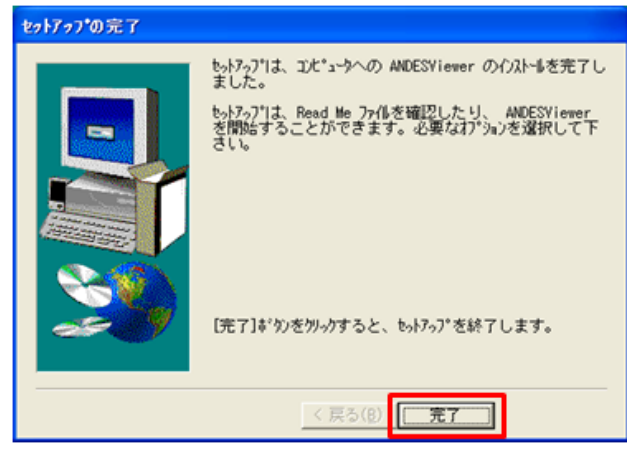 ｾｯﾄｱｯﾌﾟの完了
ｾｯﾄｱｯﾌﾟは、ｺﾝﾋﾟｭｰﾀへの ANDESViewer のｲﾝｽﾄｰﾙを完了し
ました。
ｾｯﾄｱｯﾌﾟは、Read Me ﾌｧｲﾙを確認したり、 ANDESViewer
を開始することができます。必要なｵﾌﾟｼｮﾝを選択して下
さい。
[完了]ﾎﾞﾀﾝをｸﾘｯｸすると、ｾｯﾄｱｯﾌﾟを終了します。
< 戻る(B)
完了